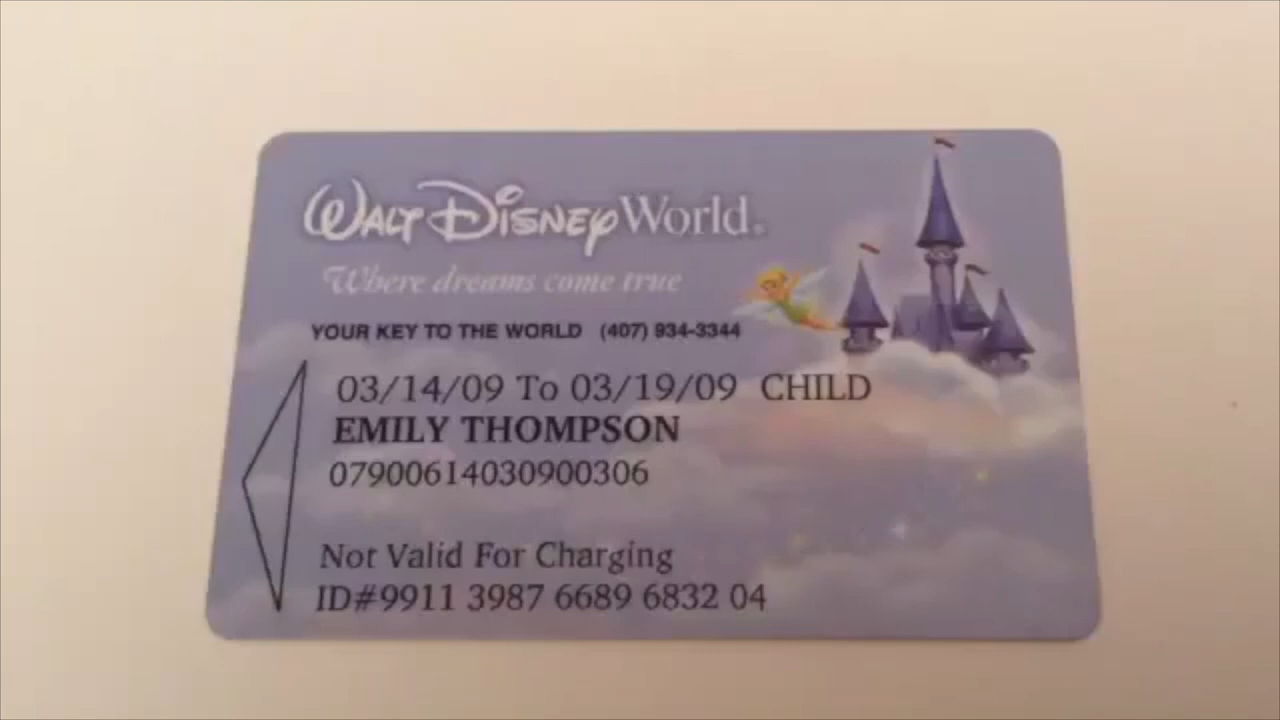 WALT DISNEY World®
Where dreams come true
YOUR KEY TO THE WORLD (407) 934-3344
03/14/09 To 03/19/09 CHILD
EMILY THOMPSON
07900614030900306
Not Valid For Charging
ID#9911 3987 6689 6832 04